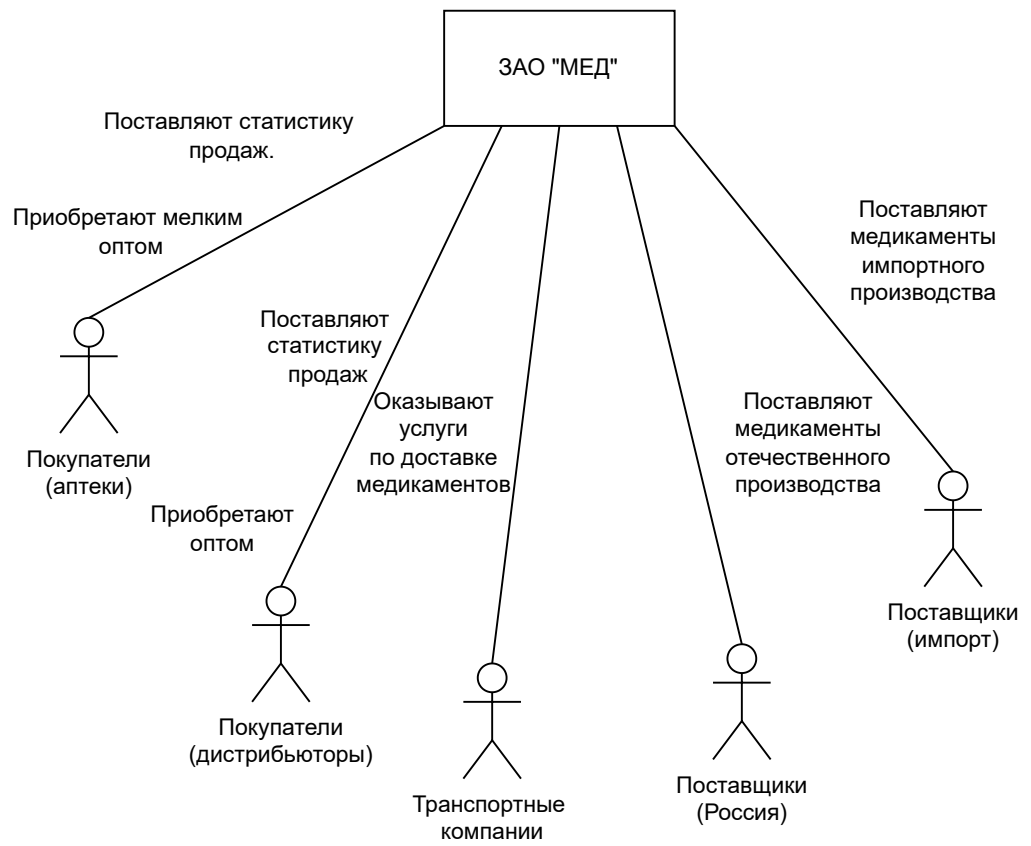 ЗАО "МЕД"
Поставляют статистику
продаж.
Приобретают мелким
оптом
Покупатели
(аптеки)
Поставляют
статистику
продаж
Приобретают
оптом
Покупатели
(дистрибьюторы)
Оказывают
услуги
по доставке
медикаментов
Транспортные
компании
Поставляют
медикаменты
отечественного
производства
Поставщики
(Россия)
Поставляют
медикаменты
импортного
производства
Поставщики
(импорт)